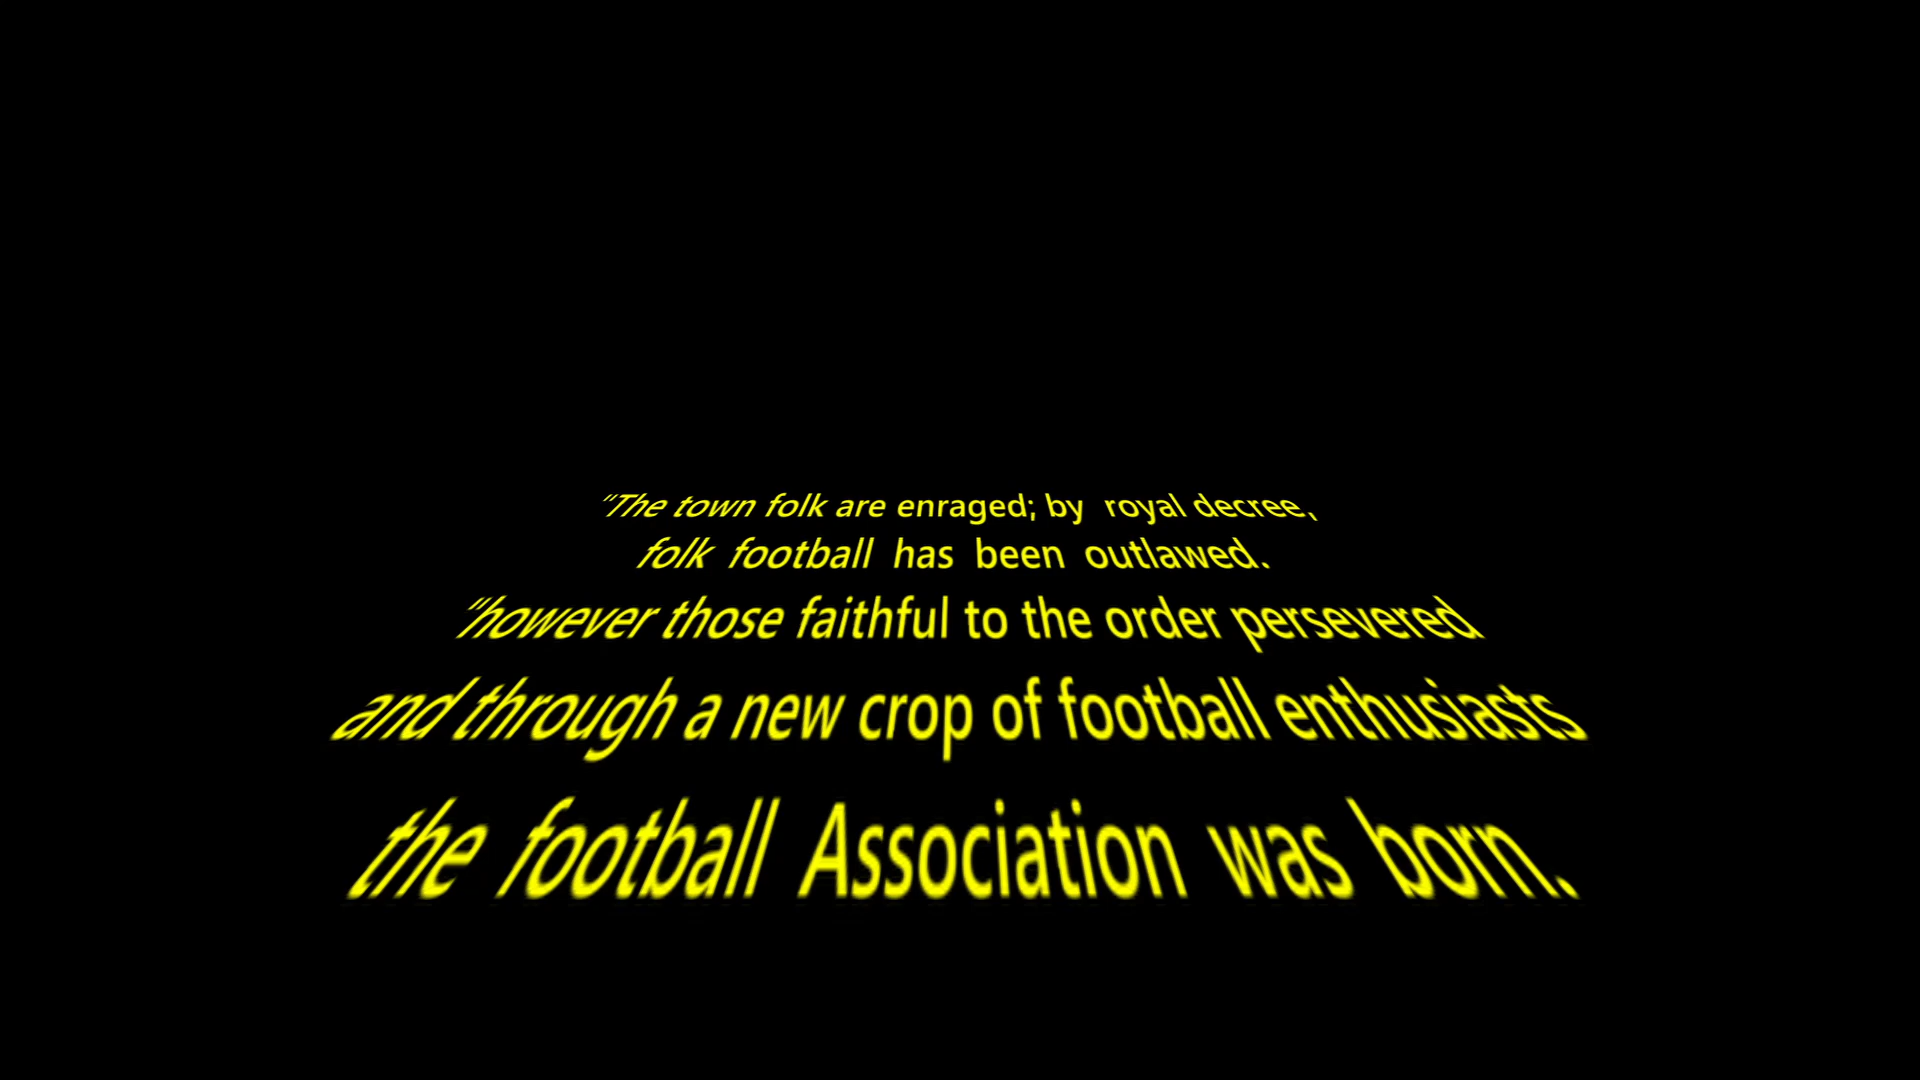 “The town folk are enraged; by royal decree,
folk football has been outlawed.
“however those faithful to the order persevered
and through a new crop of football enthusiasts
the football Association was born.